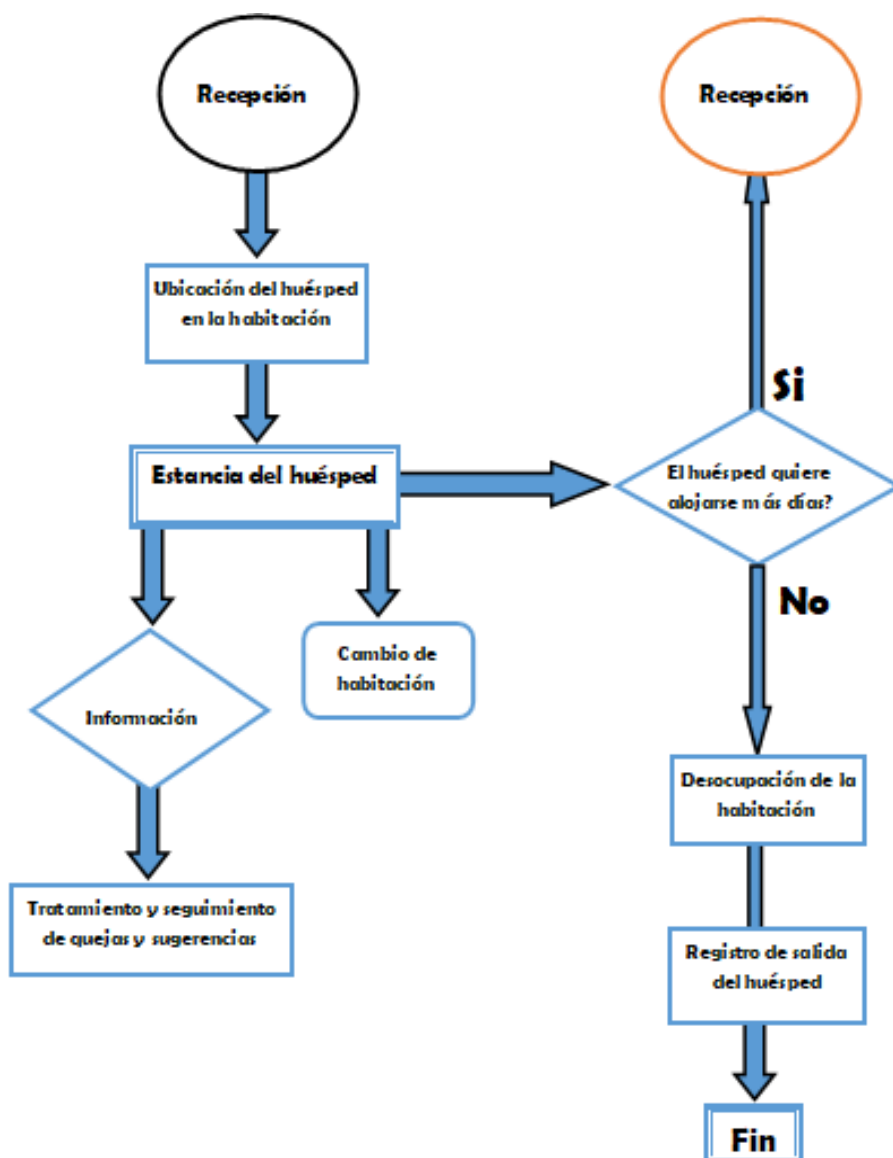 Recepción
Recepción
Ubicación del huésped
en la habitación
Si
Estancia del huésped
El huésped quiere
alojarse más días?
No
Cambio de
habitación
Información
Desocupación de la
habitación
Tratamiento y seguimiento
de quejas y sugerencias
Registro de salida
del huésped
Fin